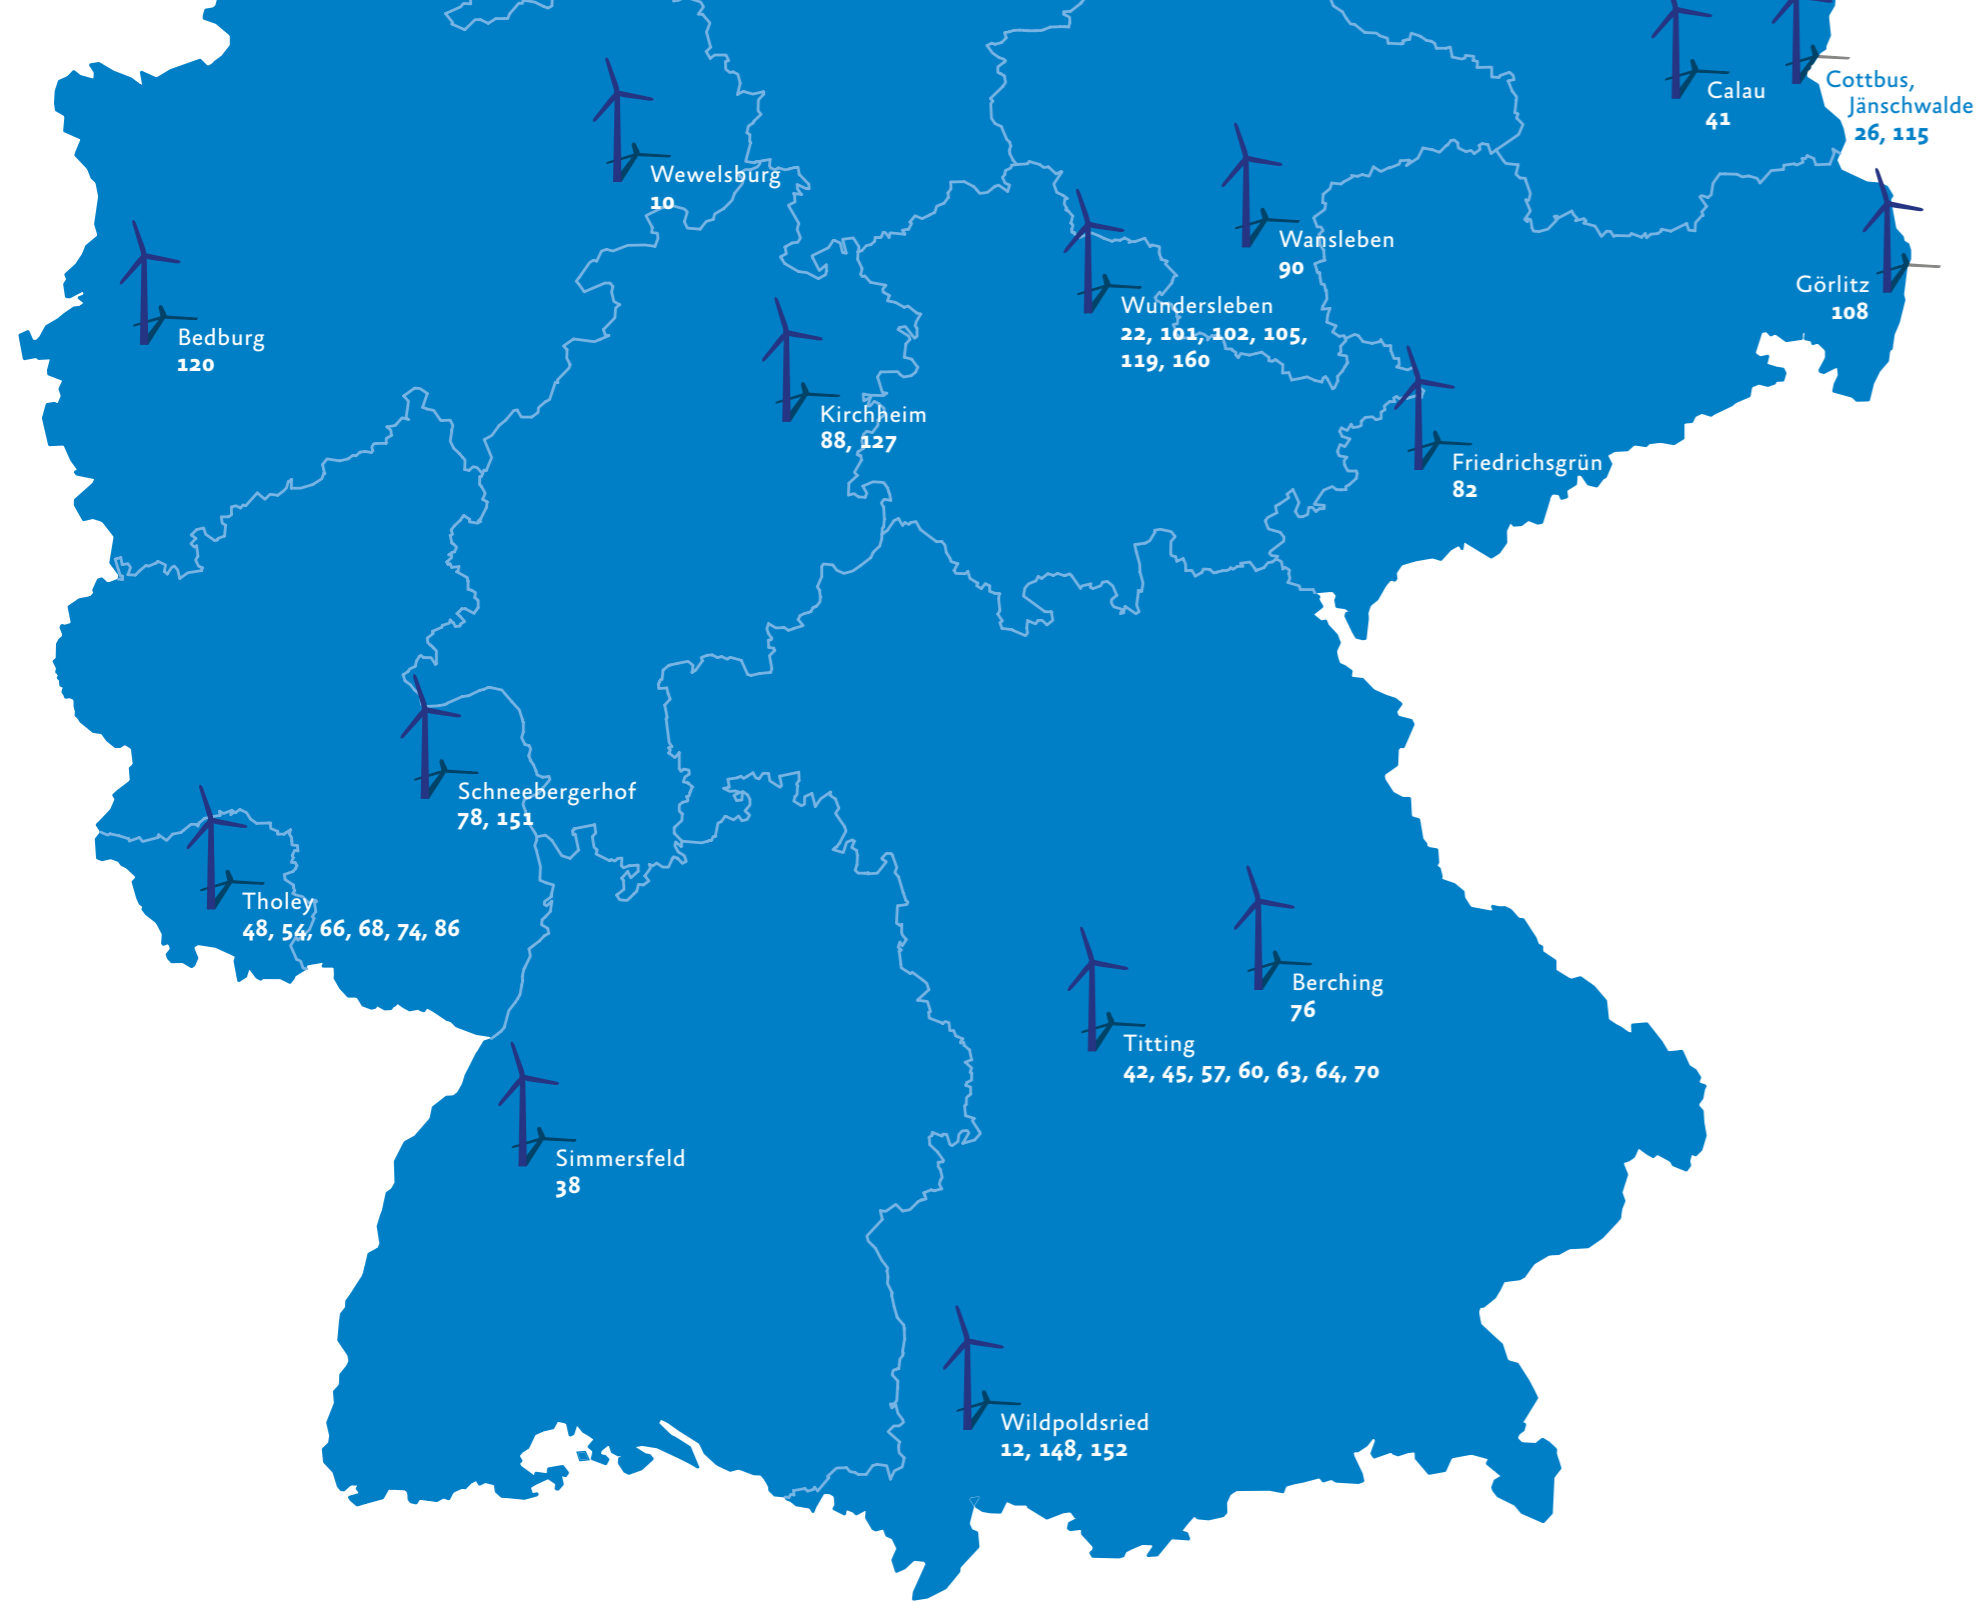 Calau
41
Cottbus,
Jänschwalde
26, 115
Wewelsburg
10
Wansleben
90
Görlitz
108
Wundersleben
22, 101, 102, 105,
119, 160
Bedburg
120
Kirchheim
88, 127
Friedrichsgrün
82
Schneebergerhof
78, 151
Tholey
48, 54, 66, 68, 74, 86
Berching
76
Titting
42, 45, 57, 60, 63, 64, 70
Simmersfeld
38
Wildpoldsried
12, 148, 152